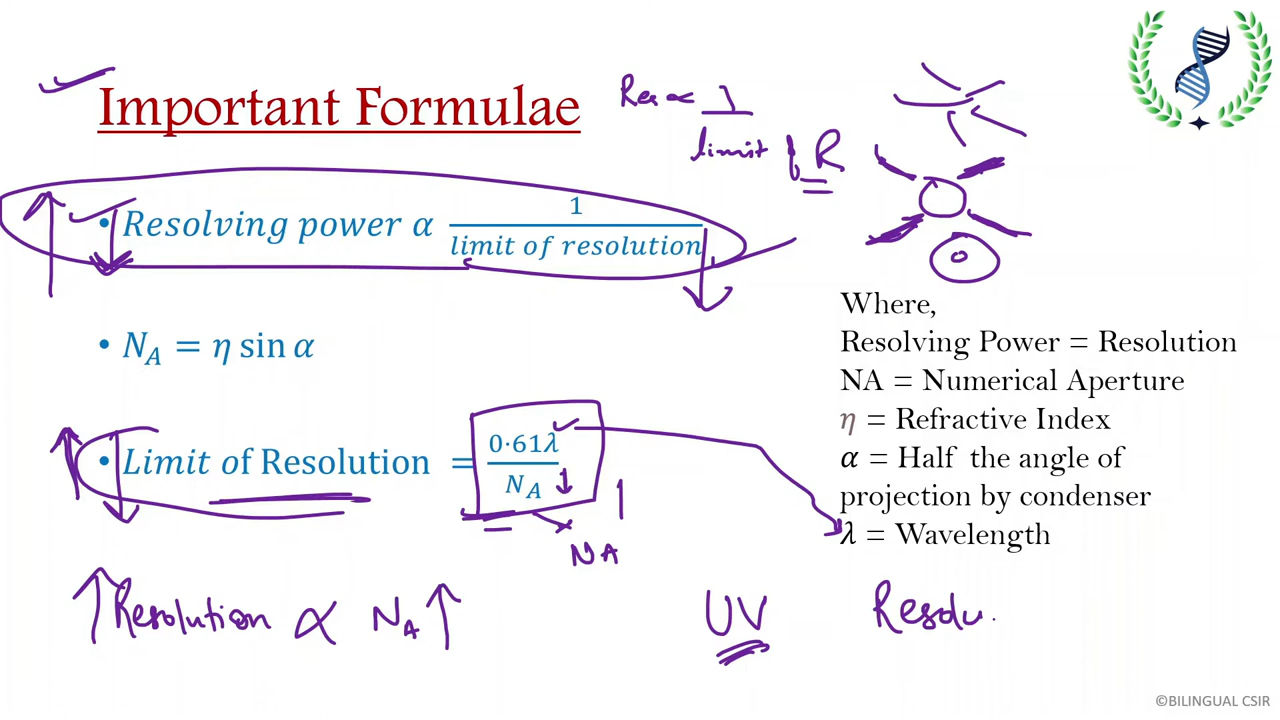 Important Formulae
Res ∝ 1
limit of R
• Resolving power α 1 / limit of resolution
• N_A = η sin α
• Limit of Resolution = 0·61λ / N_A
NA
↑ Resolution ∝ N_A ↑
UV
Resolu
Where,
Resolving Power = Resolution
NA = Numerical Aperture
η = Refractive Index
α = Half the angle of
projection by condenser
λ = Wavelength
©BILINGUAL CSIR